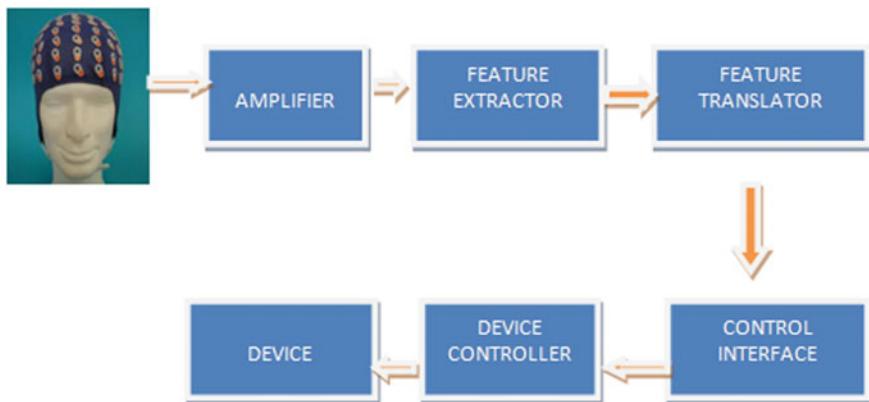 AMPLIFIER
FEATURE
EXTRACTOR
FEATURE
TRANSLATOR
CONTROL
INTERFACE
DEVICE
CONTROLLER
DEVICE